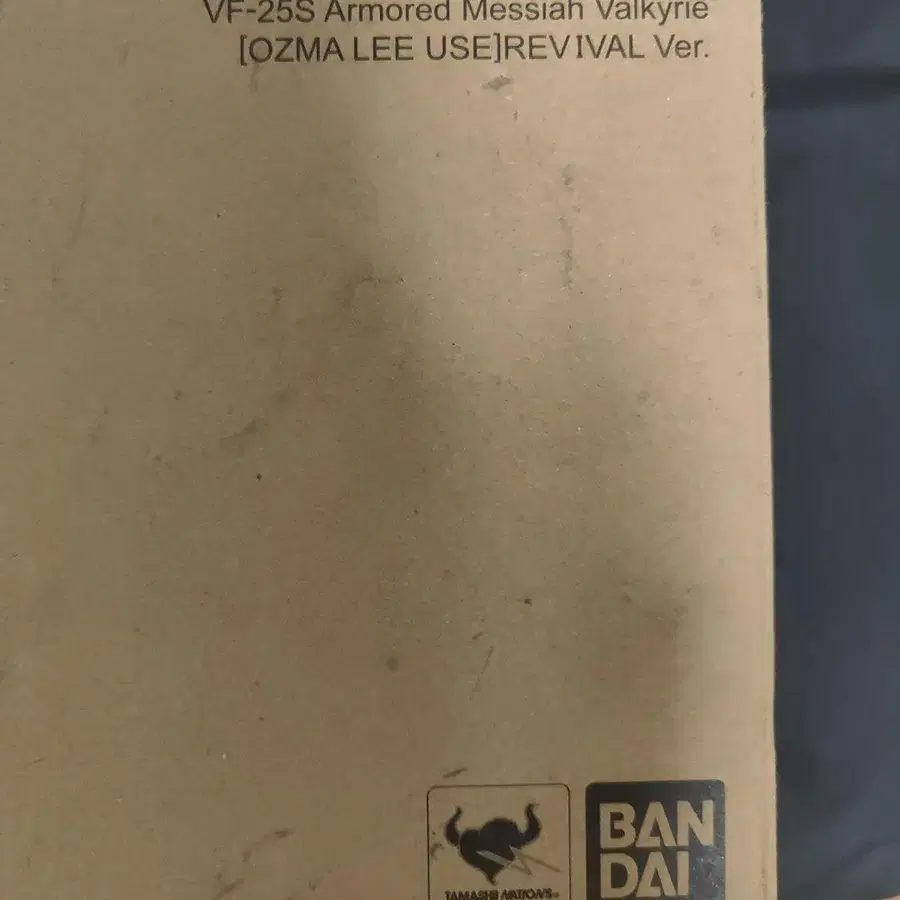 VF-25S Armored Messiah Valkyrie
[OZMA LEE USE]REVIVAL Ver.
TAMASHII NATIONS
BAN
DAI